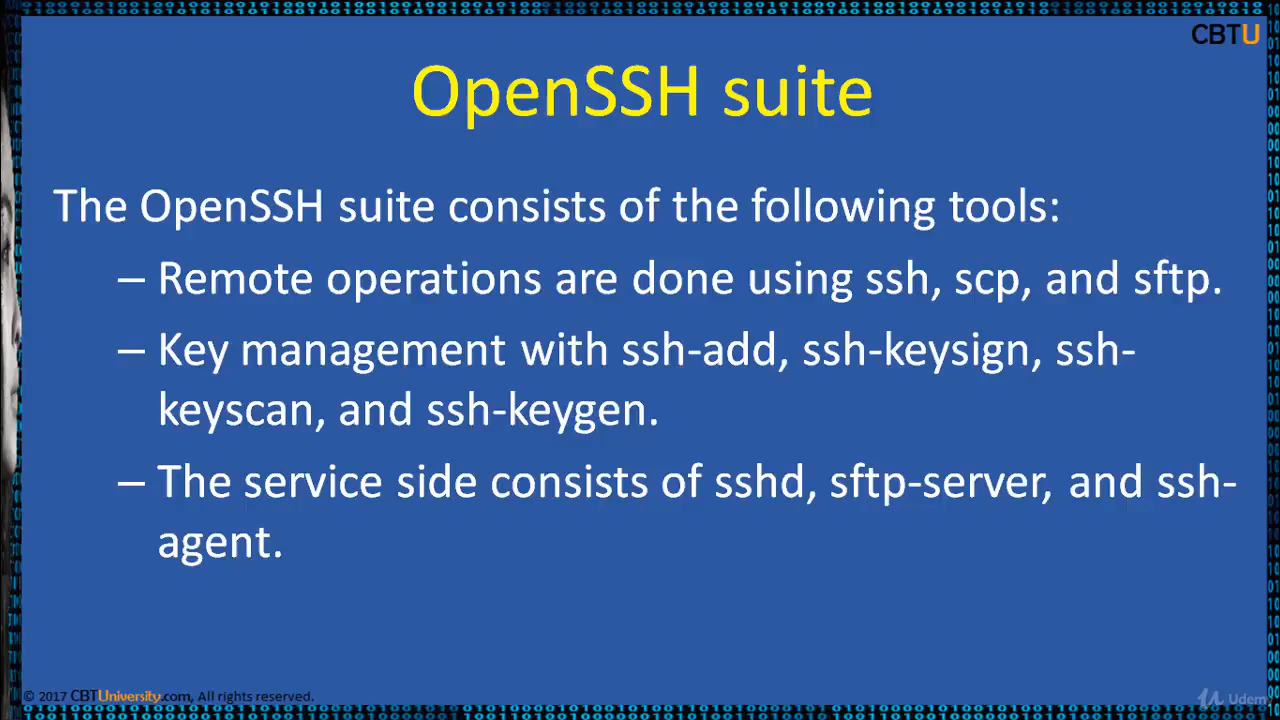 CBTU
OpenSSH suite
The OpenSSH suite consists of the following tools:
– Remote operations are done using ssh, scp, and sftp.
– Key management with ssh-add, ssh-keysign, ssh-
keyscan, and ssh-keygen.
– The service side consists of sshd, sftp-server, and ssh-
agent.
© 2017 CBTUniversity.com, All rights reserved.
Udem